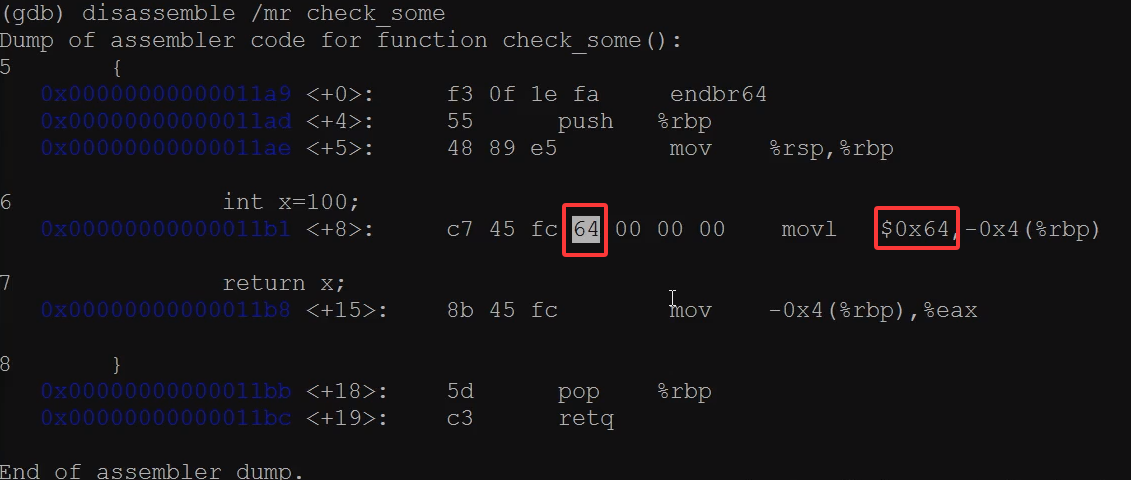 (gdb) disassemble /mr check_some
Dump of assembler code for function check_some():
5       {
   0x00000000000011a9 <+0>:     f3 0f 1e fa     endbr64
   0x00000000000011ad <+4>:     55      push   %rbp
   0x00000000000011ae <+5>:     48 89 e5        mov    %rsp,%rbp
6               int x=100;
   0x00000000000011b1 <+8>:     c7 45 fc 64 00 00 00    movl   $0x64,-0x4(%rbp)
7               return x;
   0x00000000000011b8 <+15>:    8b 45 fc        mov    -0x4(%rbp),%eax
8       }
   0x00000000000011bb <+18>:    5d      pop    %rbp
   0x00000000000011bc <+19>:    c3      retq
End of assembler dump.